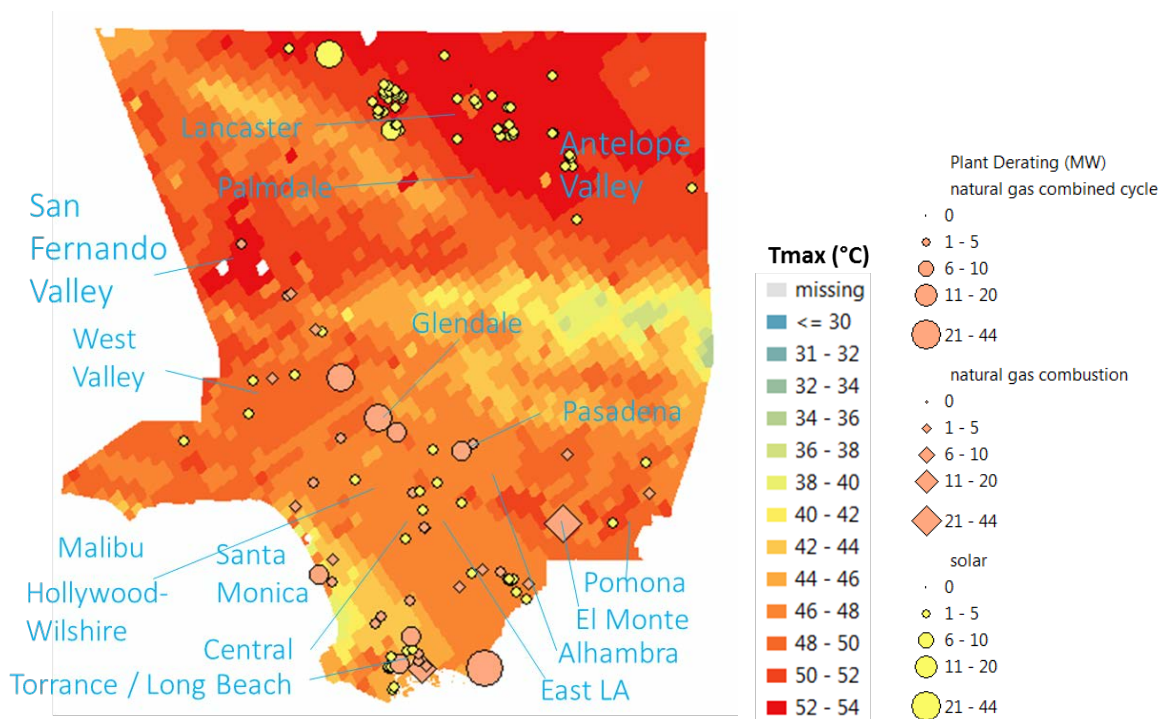 Lancaster
Antelope
Valley
Palmdale
San
Fernando
Valley
West
Valley
Glendale
Pasadena
Malibu
Santa
Monica
Hollywood-
Wilshire
Central
Torrance / Long Beach
Pomona
El Monte
Alhambra
East LA
Tmax (°C)
missing
<= 30
31 - 32
32 - 34
34 - 36
36 - 38
38 - 40
40 - 42
42 - 44
44 - 46
46 - 48
48 - 50
50 - 52
52 - 54
Plant Derating (MW)
natural gas combined cycle
0
1 - 5
6 - 10
11 - 20
21 - 44
natural gas combustion
0
1 - 5
6 - 10
11 - 20
21 - 44
solar
0
1 - 5
6 - 10
11 - 20
21 - 44